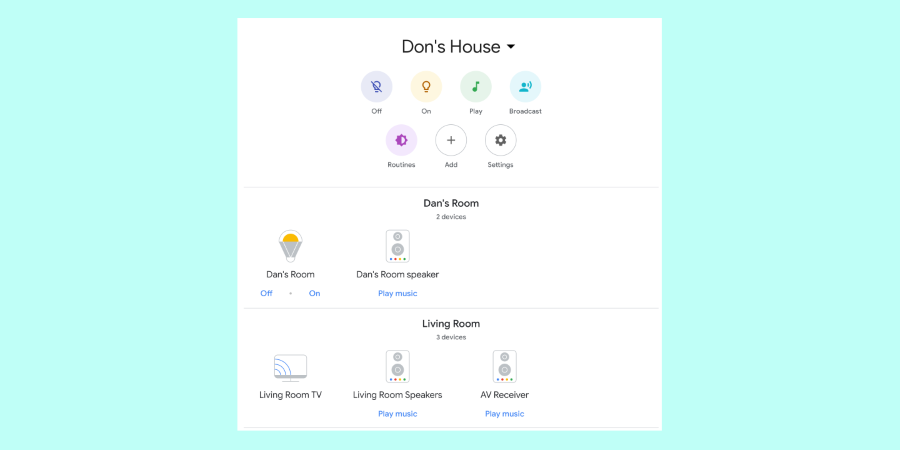 Don's House
Off On Play Broadcast
Routines Add Settings
Dan's Room
2 devices
Dan's Room Dan's Room speaker
Off • On Play music
Living Room
3 devices
Living Room TV Living Room Speakers AV Receiver
Play music Play music